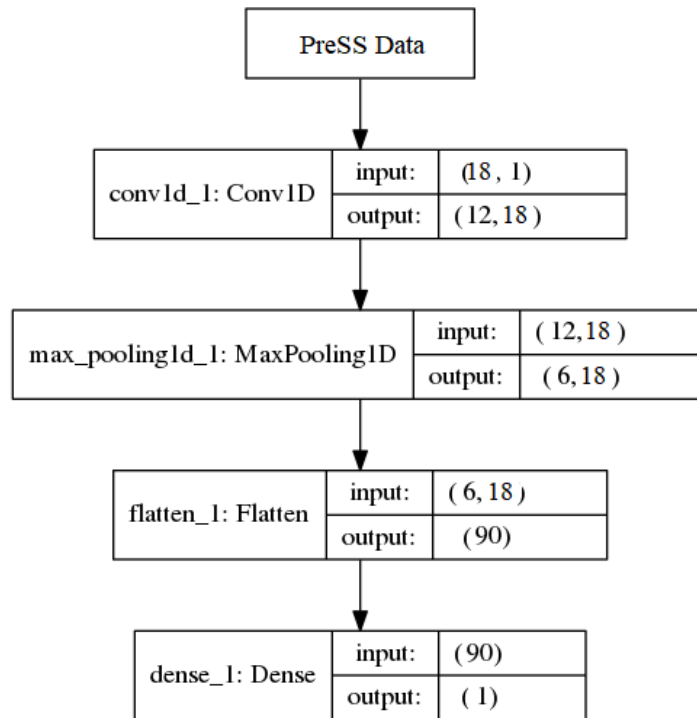 PreSS Data
conv1d_1: Conv1D
input: (18, 1)
output: (12,18)
max_pooling1d_1: MaxPooling1D
input: (12,18)
output: (6,18)
flatten_1: Flatten
input: (6,18)
output: (90)
dense_1: Dense
input: (90)
output: (1)